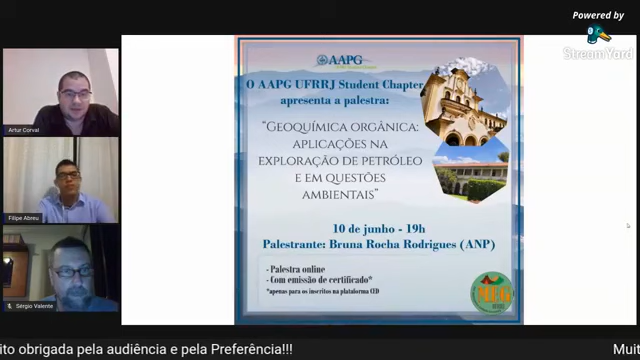 Powered by
StreamYard
AAPG
O AAPG UFRRJ Student Chapter
apresenta a palestra:
"GEOQUÍMICA ORGÂNICA:
APLICAÇÕES NA
EXPLORAÇÃO DE PETRÓLEO
E EM QUESTÕES
AMBIENTAIS"
10 de junho - 19h
Palestrante: Bruna Rocha Rodrigues (ANP)
- Palestra online
- Com emissão de certificado*
*apenas para os inscritos na plataforma CED
Artur Corval
Filipe Abreu
Sérgio Valente
ito obrigada pela audiência e pela Preferência!!!
Muit